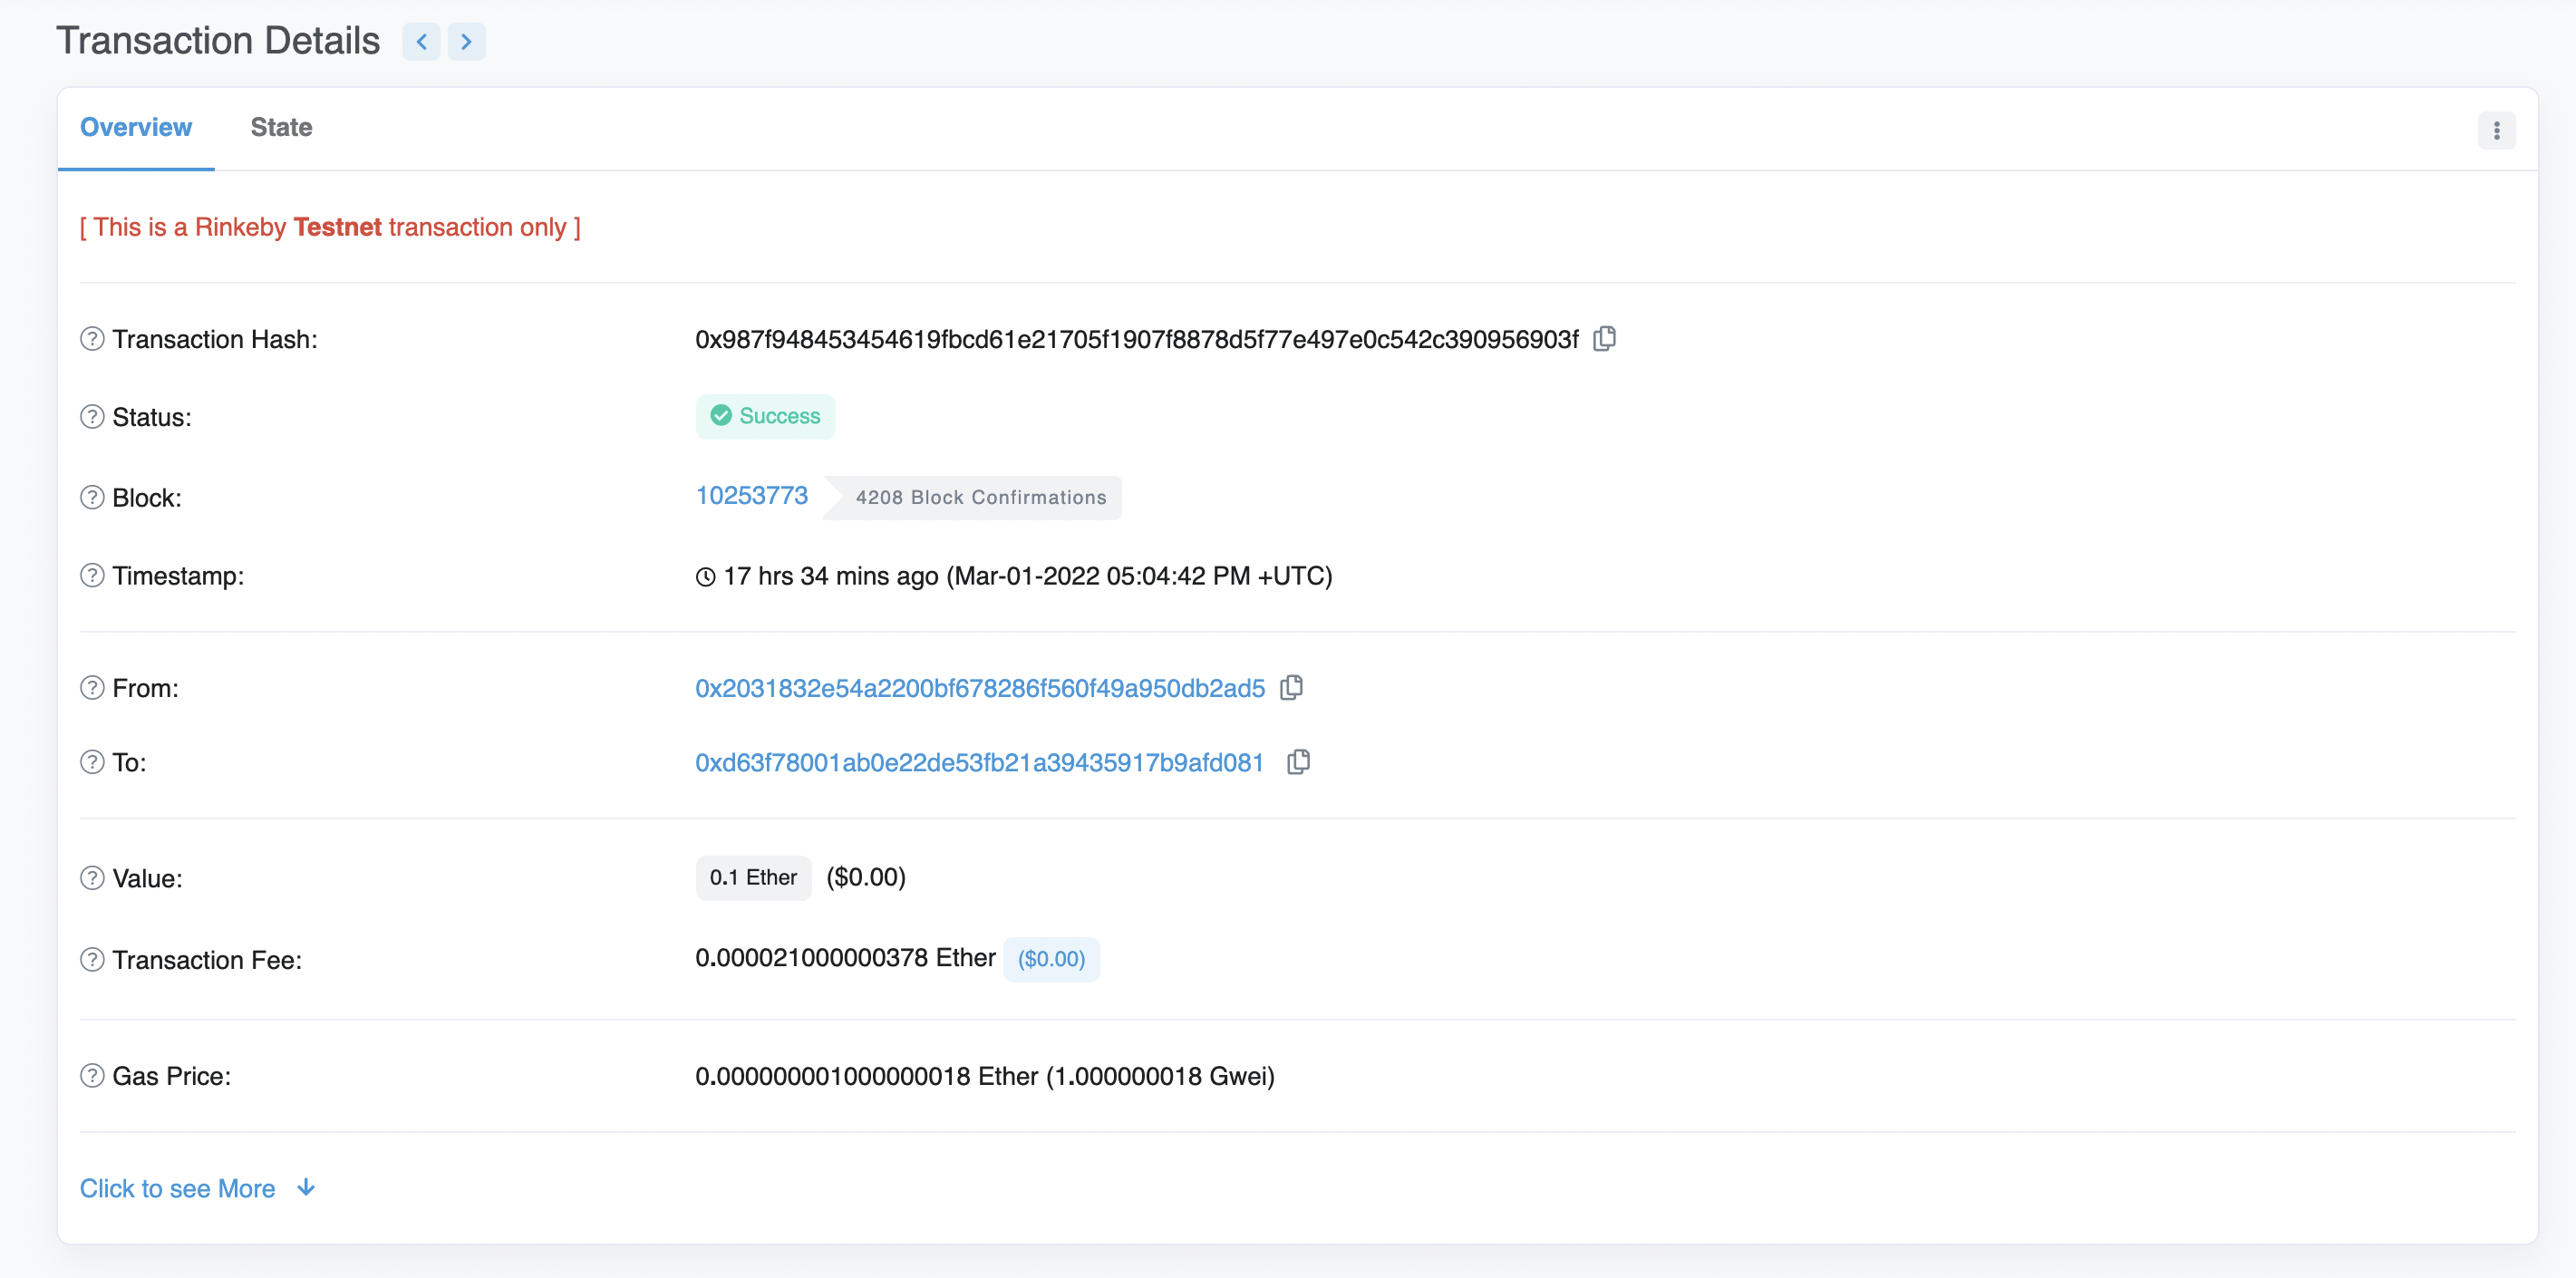 Transaction Details
Overview State
[ This is a Rinkeby Testnet transaction only ]
Transaction Hash: 0x987f948453454619fbcd61e21705f1907f8878d5f77e497e0c542c390956903f
Status: Success
Block: 10253773 4208 Block Confirmations
Timestamp: 17 hrs 34 mins ago (Mar-01-2022 05:04:42 PM +UTC)
From: 0x2031832e54a2200bf678286f560f49a950db2ad5
To: 0xd63f78001ab0e22de53fb21a39435917b9afd081
Value: 0.1 Ether ($0.00)
Transaction Fee: 0.000021000000378 Ether ($0.00)
Gas Price: 0.000000001000000018 Ether (1.000000018 Gwei)
Click to see More